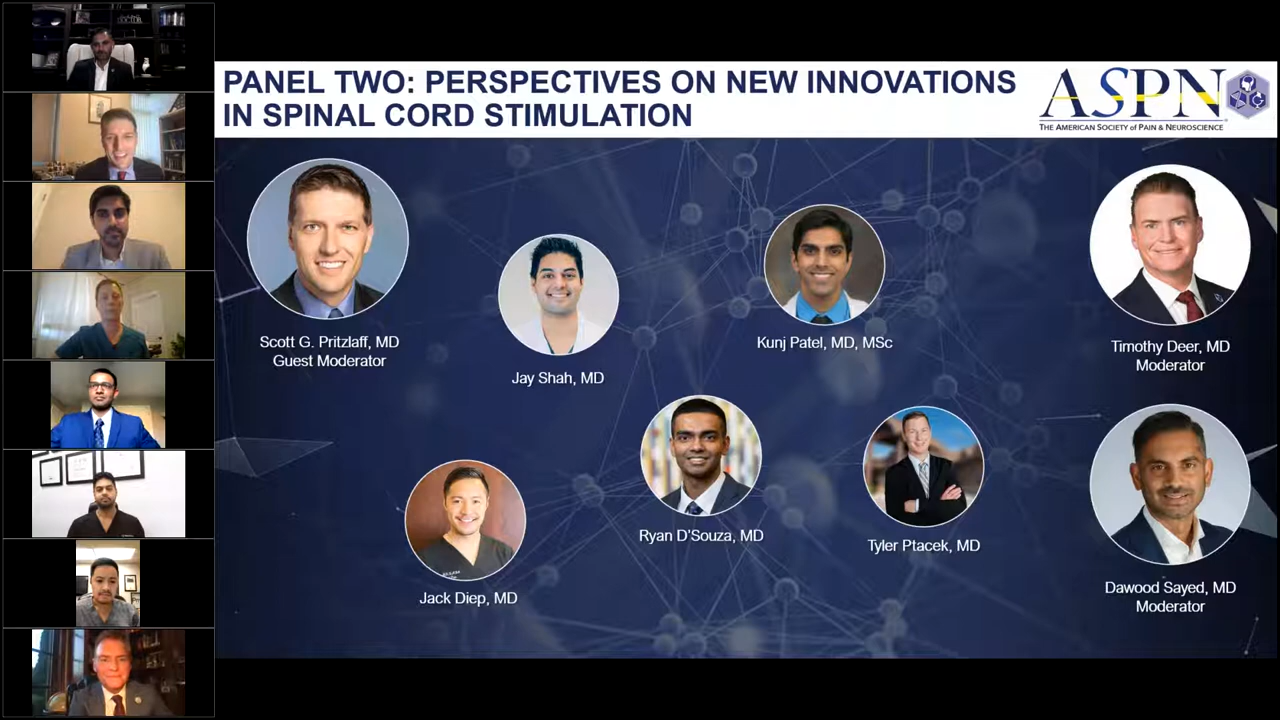 PANEL TWO: PERSPECTIVES ON NEW INNOVATIONS
IN SPINAL CORD STIMULATION
ASPN
THE AMERICAN SOCIETY of PAIN & NEUROSCIENCE
Scott G. Pritzlaff, MD
Guest Moderator
Jay Shah, MD
Kunj Patel, MD, MSc
Timothy Deer, MD
Moderator
Jack Diep, MD
Ryan D'Souza, MD
Tyler Ptacek, MD
Dawood Sayed, MD
Moderator